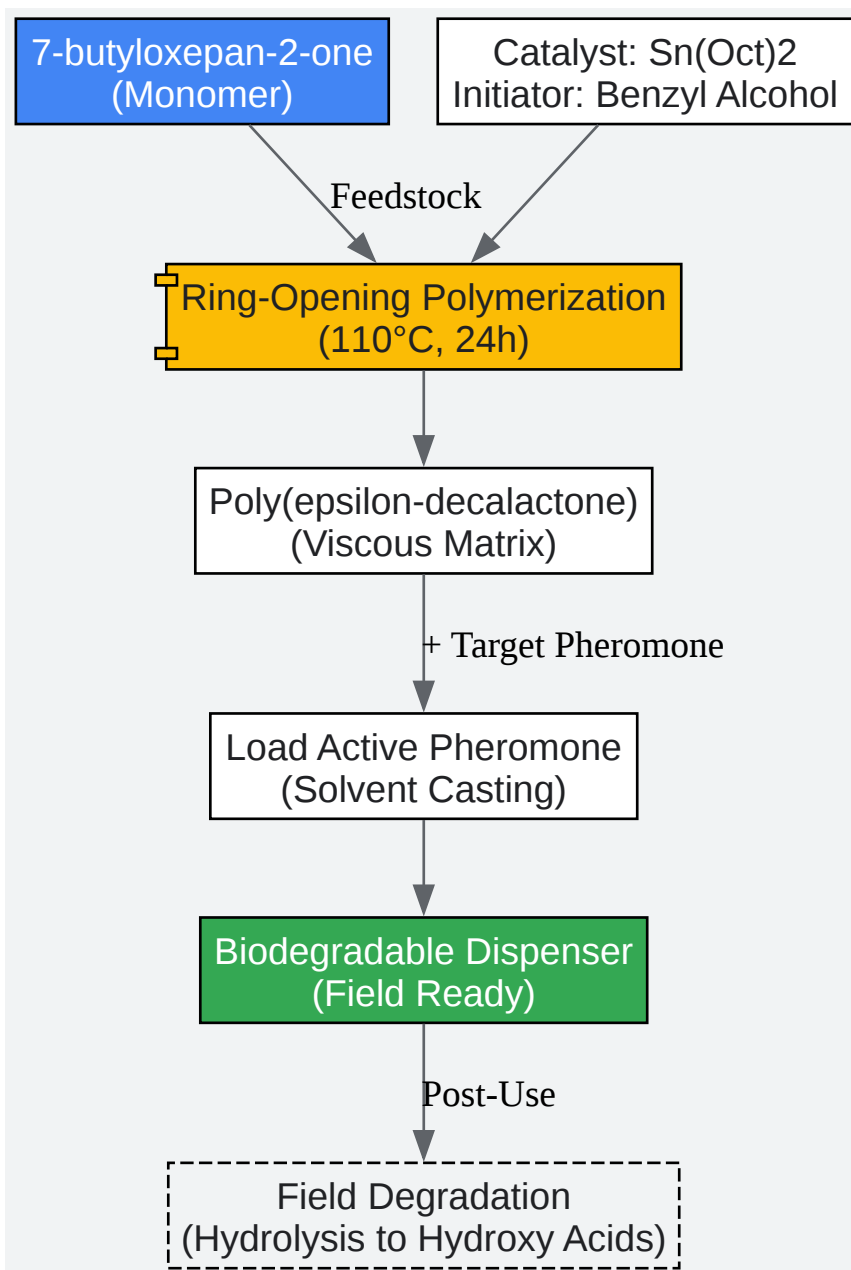 7-butyloxepan-2-one
(Monomer)
Catalyst: Sn(Oct)2
Initiator: Benzyl Alcohol
Feedstock
Ring-Opening Polymerization
(110°C, 24h)
Poly(epsilon-decalactone)
(Viscous Matrix)
+ Target Pheromone
Load Active Pheromone
(Solvent Casting)
Biodegradable Dispenser
(Field Ready)
Post-Use
Field Degradation
(Hydrolysis to Hydroxy Acids)